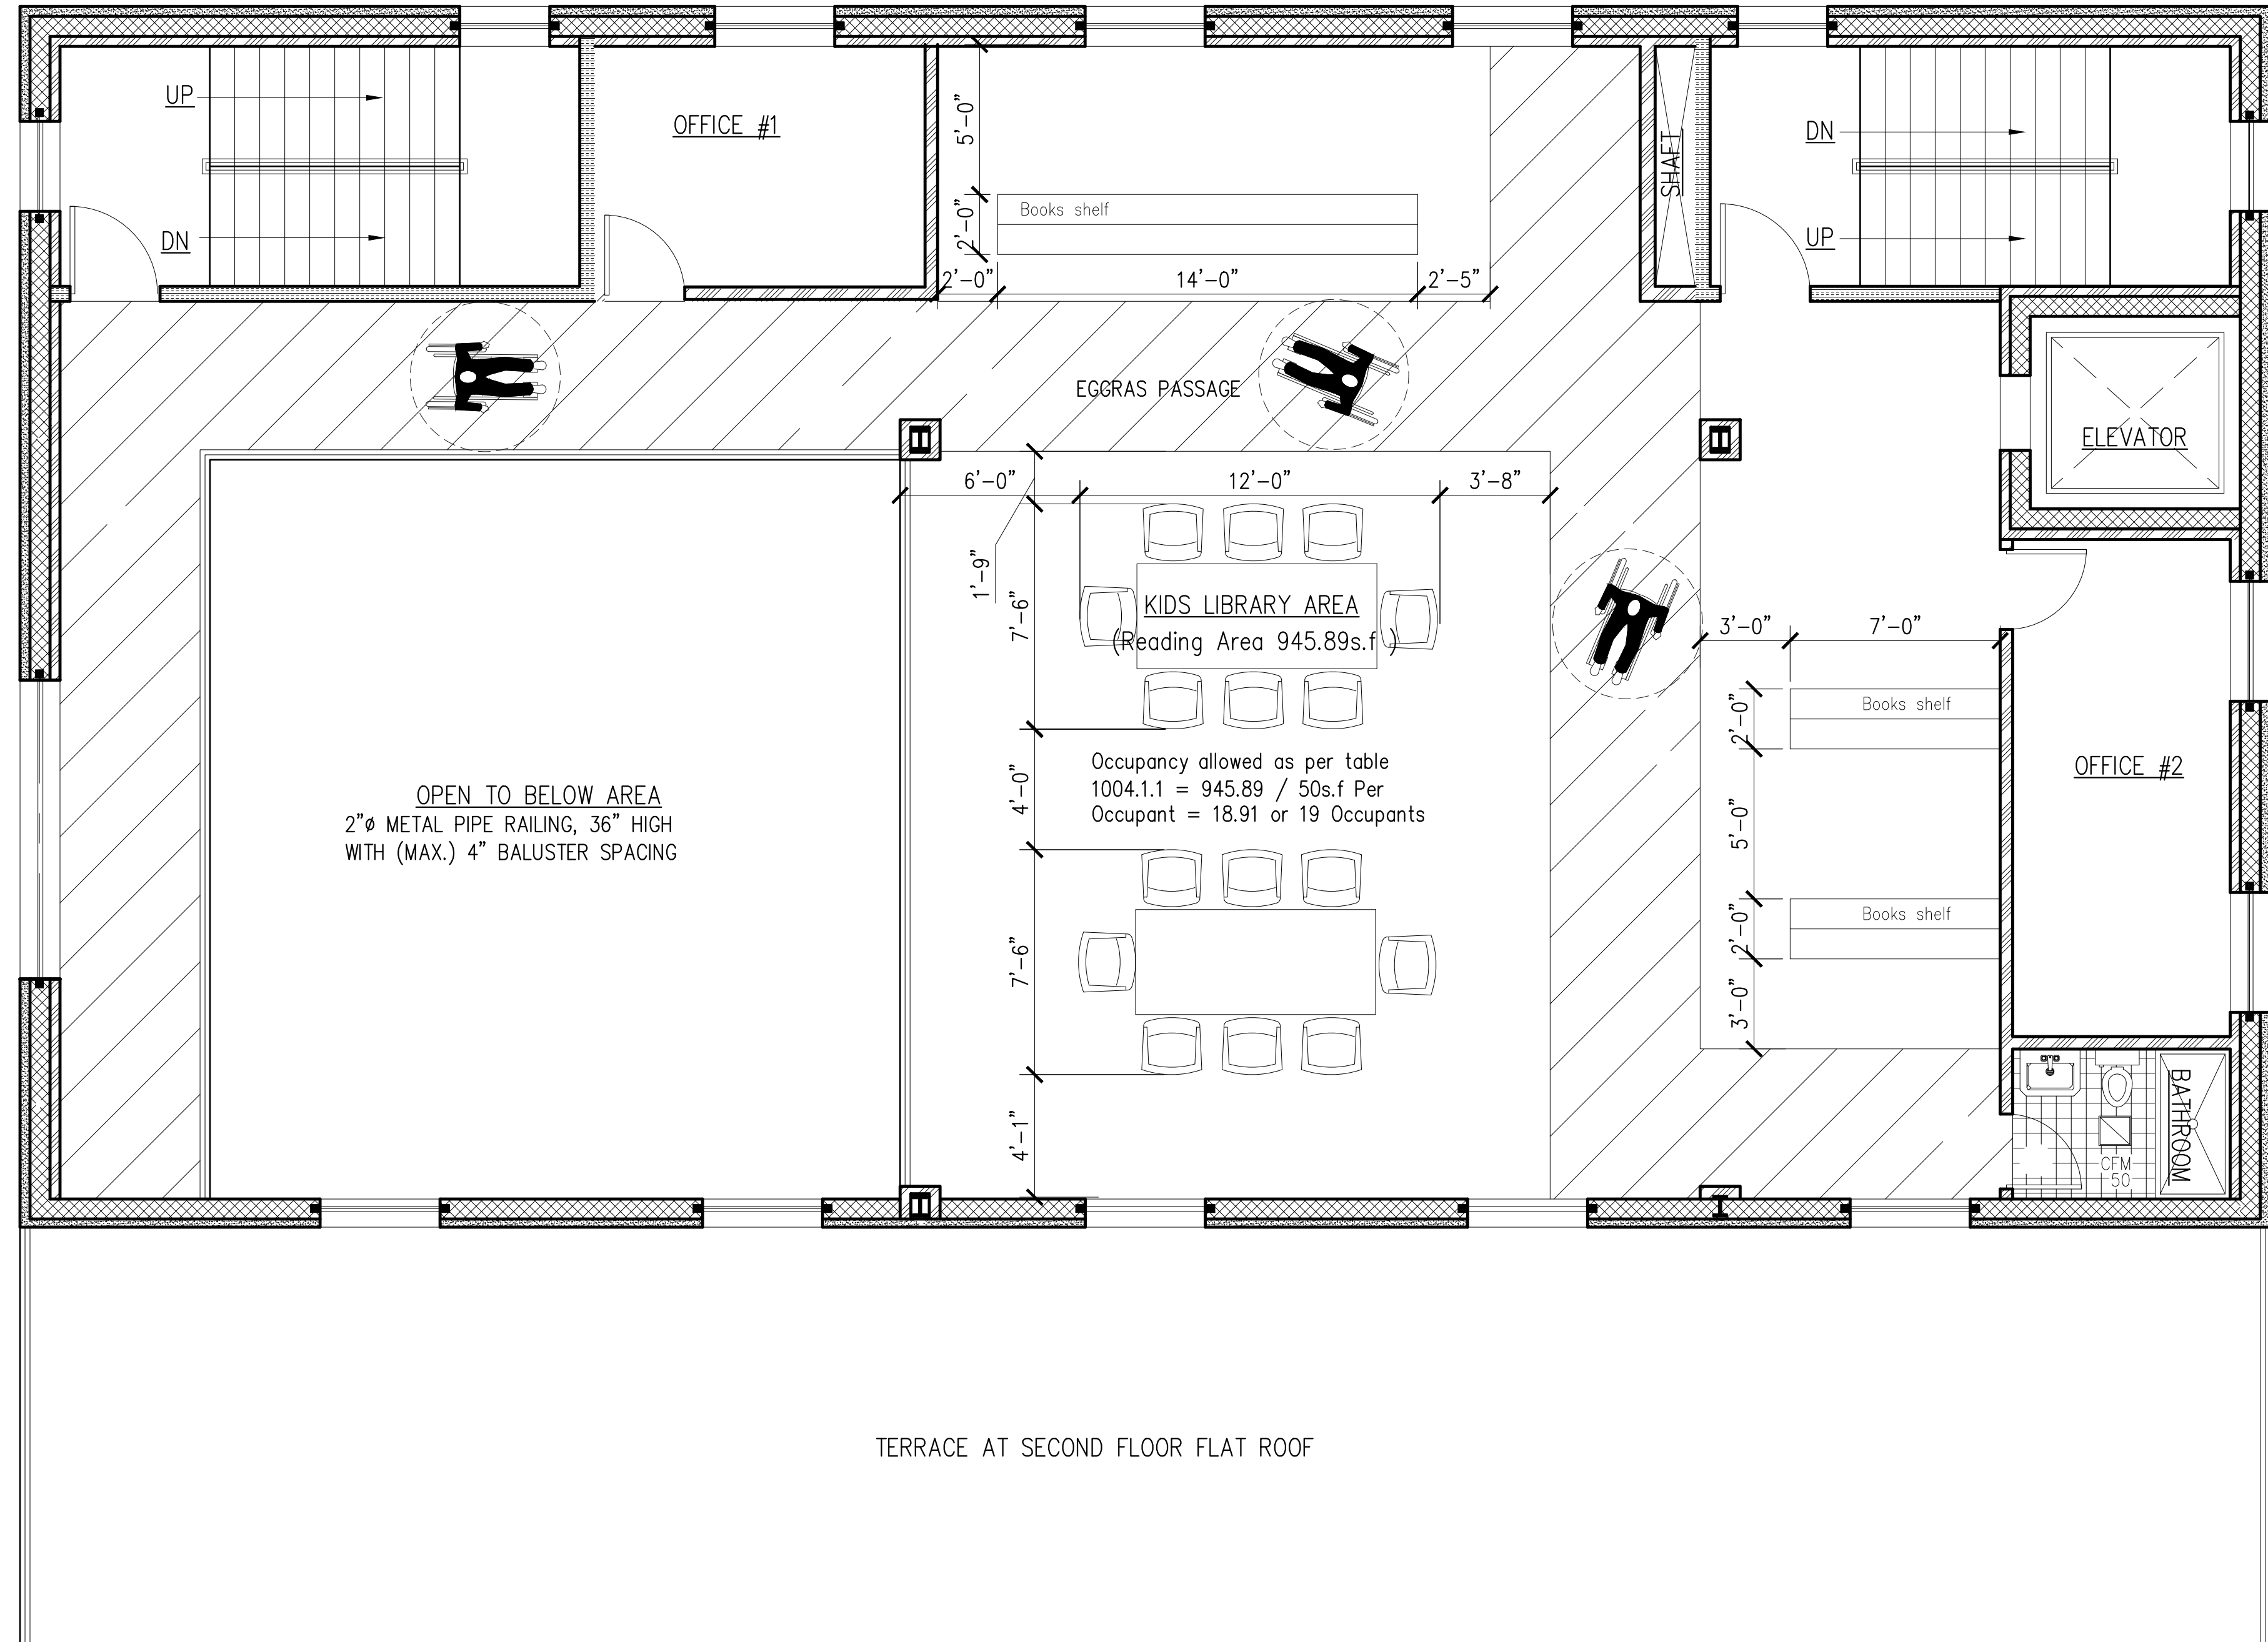 UP
DN
OFFICE #1
5'-0"
2'-0"
Books shelf
2'-0"
14'-0"
2'-5"
SHAFT
DN
UP
EGGRAS PASSAGE
ELEVATOR
6'-0"
12'-0"
3'-8"
1'-9"
7'-6"
KIDS LIBRARY AREA
(Reading Area 945.89s.f )
3'-0"
7'-0"
2'-0"
Books shelf
OFFICE #2
Occupancy allowed as per table
1004.1.1 = 945.89 / 50s.f Per
Occupant = 18.91 or 19 Occupants
4'-0"
OPEN TO BELOW AREA
2"ø METAL PIPE RAILING, 36" HIGH
WITH (MAX.) 4" BALUSTER SPACING
5'-0"
2'-0"
Books shelf
7'-6"
3'-0"
4'-1"
BATHROOM
CFM
50
TERRACE AT SECOND FLOOR FLAT ROOF